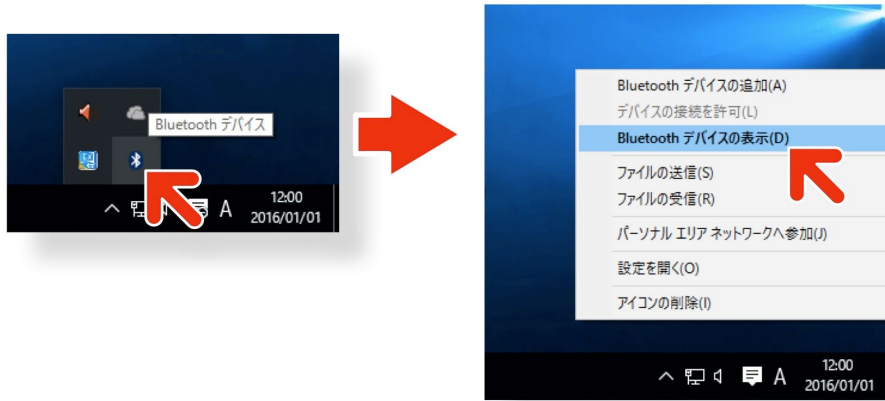 Bluetooth デバイス
A
12:00
2016/01/01
Bluetooth デバイスの追加(A)
デバイスの接続を許可(L)
Bluetooth デバイスの表示(D)
ファイルの送信(S)
ファイルの受信(R)
パーソナル エリア ネットワークへ参加(J)
設定を開く(O)
アイコンの削除(I)
A
12:00
2016/01/01